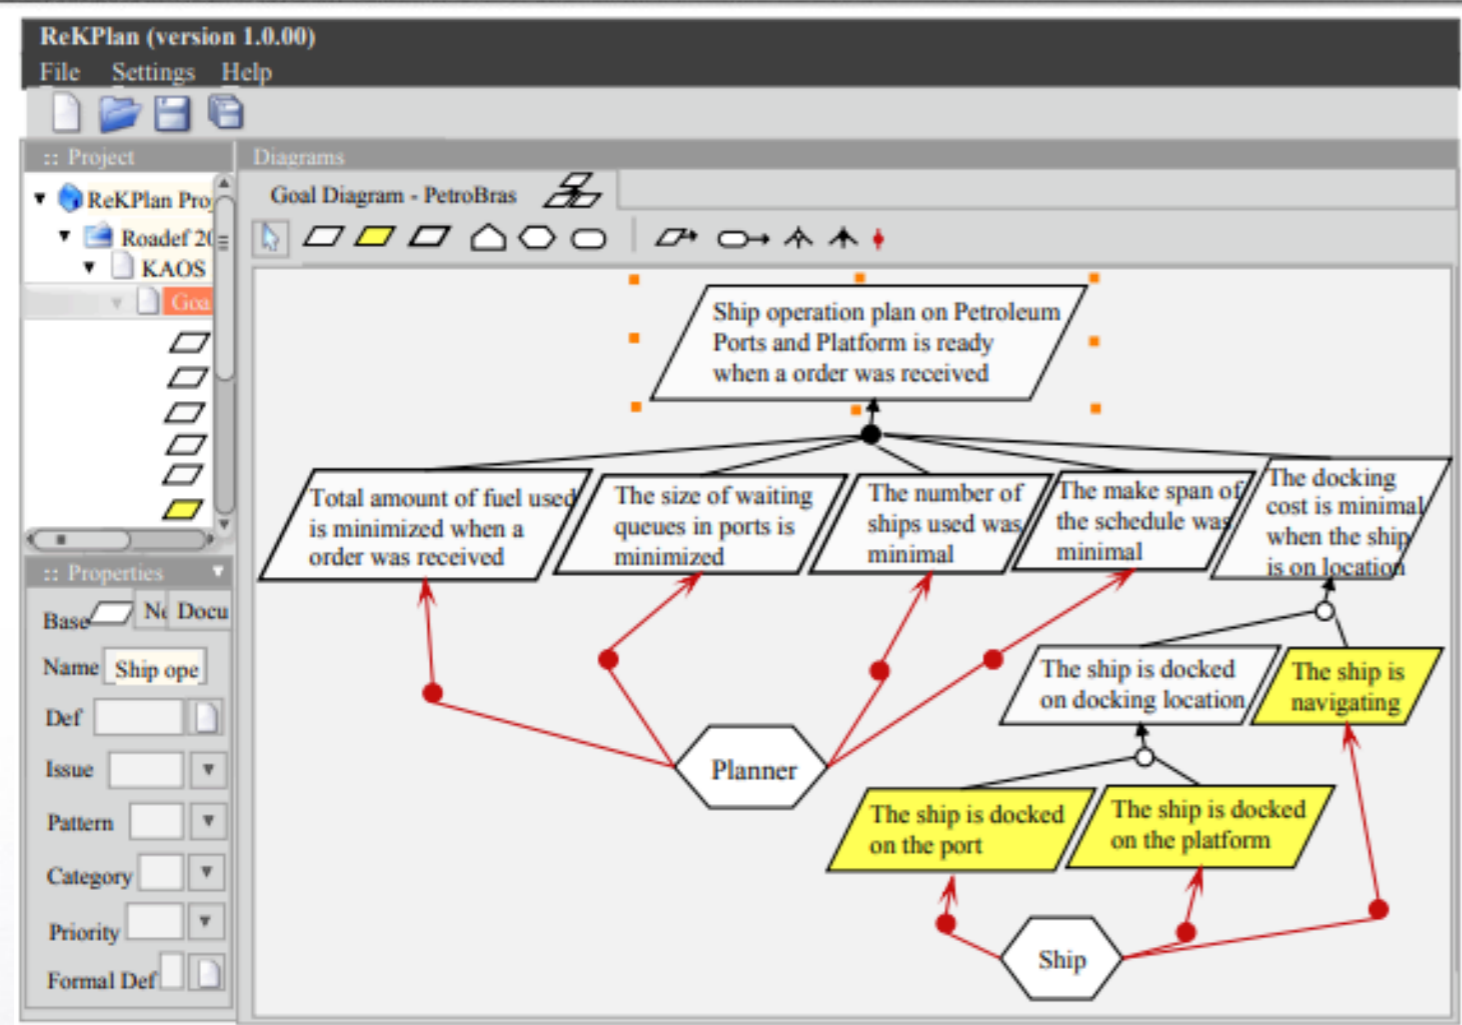 ReKPlan (version 1.0.00)
File Settings Help
:: Project
Diagrams
ReKPlan Proj
Goal Diagram - PetroBras
Roadef 20
KAOS
Goa
Ship operation plan on Petroleum
Ports and Platform is ready
when a order was received
Total amount of fuel used
is minimized when a
order was received
The size of waiting
queues in ports is
minimized
The number of
ships used was
minimal
The make span of
the schedule was
minimal
The docking
cost is minimal
when the ship
is on location
The ship is docked
on docking location
The ship is
navigating
Planner
The ship is docked
on the port
The ship is docked
on the platform
Ship
:: Properties
Base
Docu
Name Ship ope
Def
Issue
Pattern
Category
Priority
Formal Def